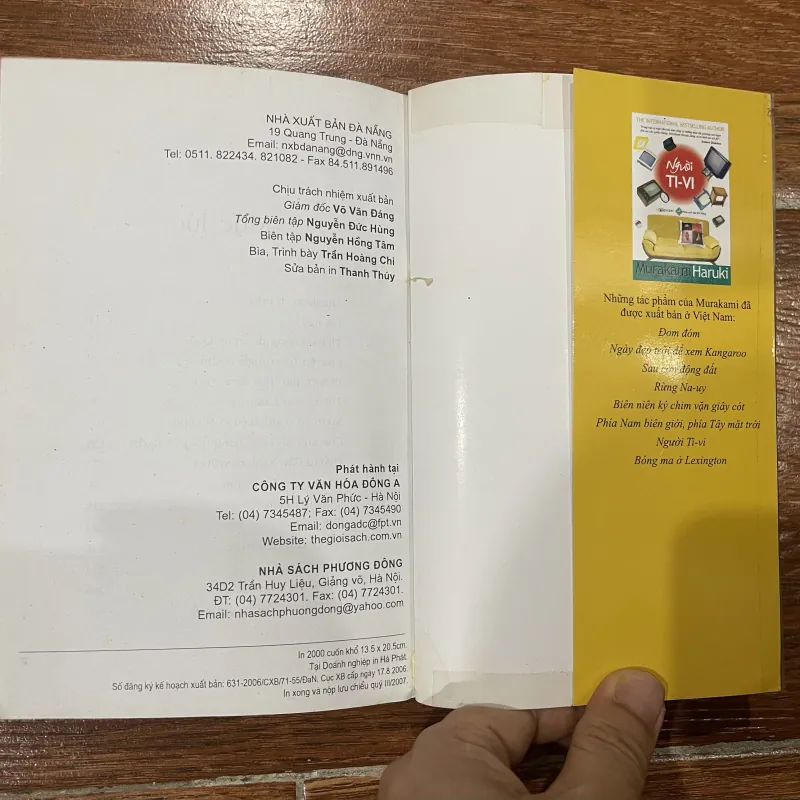 NHÀ XUẤT BẢN ĐÀ NẴNG
19 Quang Trung - Đà Nẵng
Email: nxbdanang@dng.vnn.vn
Tel: 0511. 822434. 821082 - Fax 84.511.891496
Chịu trách nhiệm xuất bản
Giám đốc Võ Văn Đáng
Tổng biên tập Nguyễn Đức Hùng
Biên tập Nguyễn Hồng Tâm
Bìa, Trình bày Trần Hoàng Chi
Sửa bản in Thanh Thủy
Phát hành tại
CÔNG TY VĂN HÓA ĐÔNG A
5H Lý Văn Phức - Hà Nội
Tel: (04) 7345487; Fax: (04) 7345490
Email: dongadc@fpt.vn
Website: thegioisach.com.vn
NHÀ SÁCH PHƯƠNG ĐÔNG
34D2 Trần Huy Liệu, Giảng võ, Hà Nội.
ĐT: (04) 7724301. Fax: (04) 7724301.
Email: nhasachphuongdong@yahoo.com
In 2000 cuốn khổ 13.5 x 20.5cm.
Tại Doanh nghiệp in Hà Phát.
Số đăng ký kế hoạch xuất bản: 631-2006/CXB/71-55/ĐaN. Cục XB cấp ngày 17.8.2006
In xong và nộp lưu chiểu quý III/2007.
THE INTERNATIONAL BESTSELLING AUTHOR
Người
TI-VI
Murakami Haruki
Những tác phẩm của Murakami đã
được xuất bản ở Việt Nam:
Đom đóm
Ngày đẹp trời để xem Kangaroo
Sau cơn động đất
Rừng Na-uy
Biên niên ký chim vặn giây cót
Phía Nam biên giới, phía Tây mặt trời
Người Ti-vi
Bóng ma ở Lexington